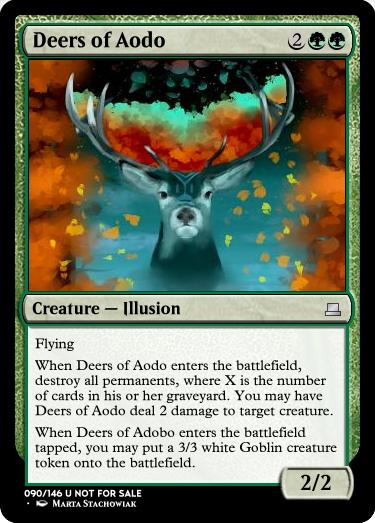 Deers of Aodo 2
Creature — Illusion
Flying
When Deers of Aodo enters the battlefield,
destroy all permanents, where X is the number
of cards in his or her graveyard. You may have
Deers of Aodo deal 2 damage to target creature.
When Deers of Adobo enters the battlefield
tapped, you may put a 3/3 white Goblin creature
token onto the battlefield.
2/2
090/146 U NOT FOR SALE
· Marta Stachowiak